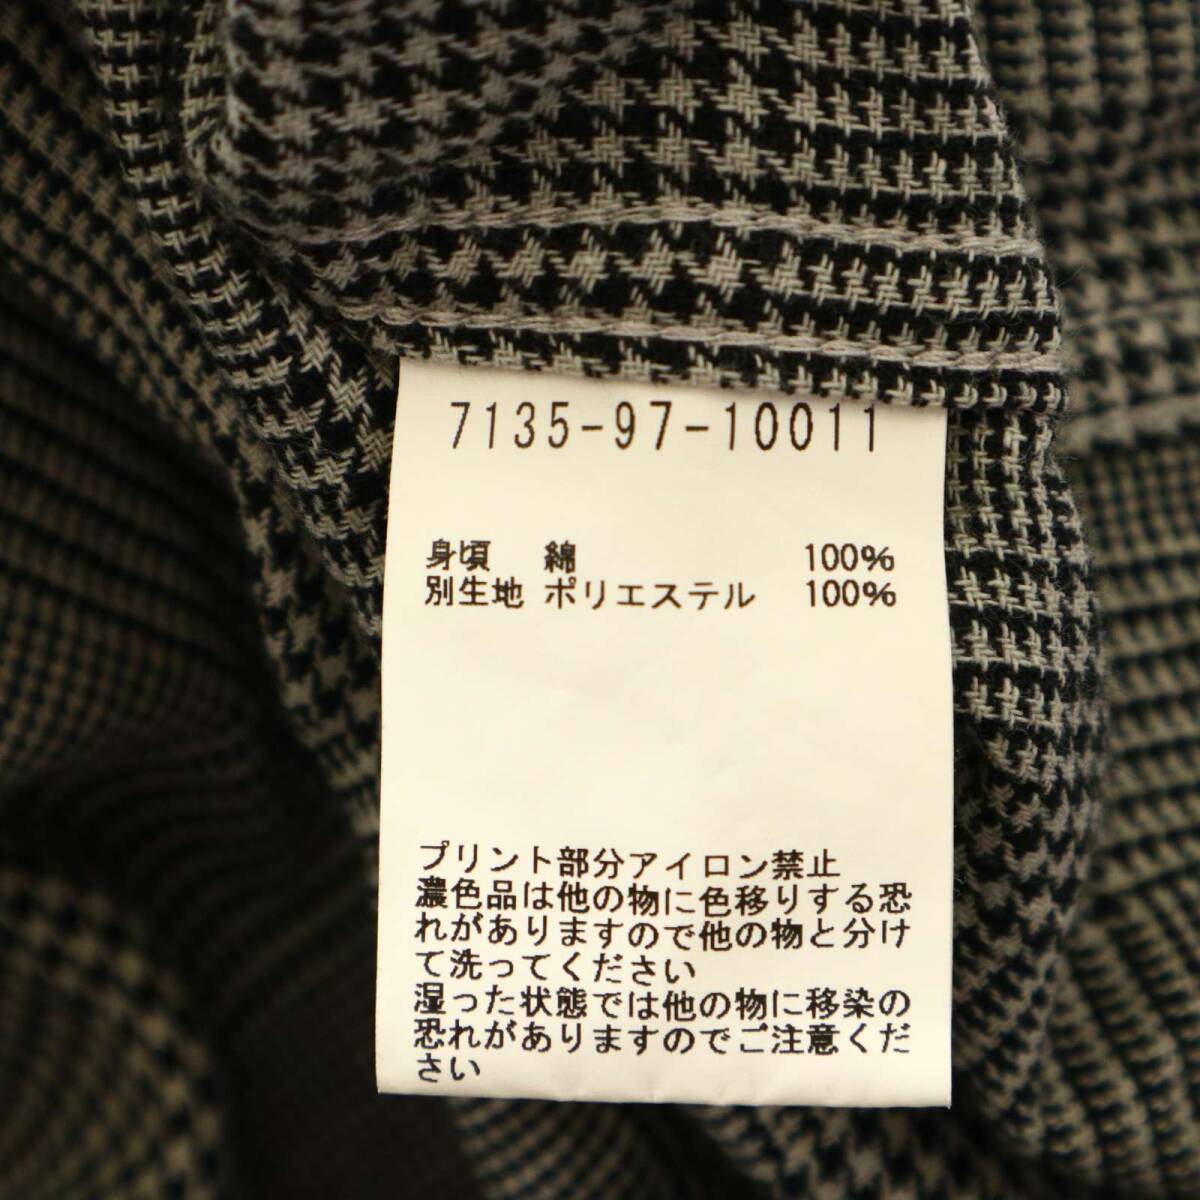 7135-97-10011
身頃 綿 100%
別生地 ポリエステル 100%
プリント部分アイロン禁止
濃色品は他の物に色移りする恐
れがありますので他の物と分け
て洗ってください
湿った状態では他の物に移染の
恐れがありますのでご注意くだ
さい